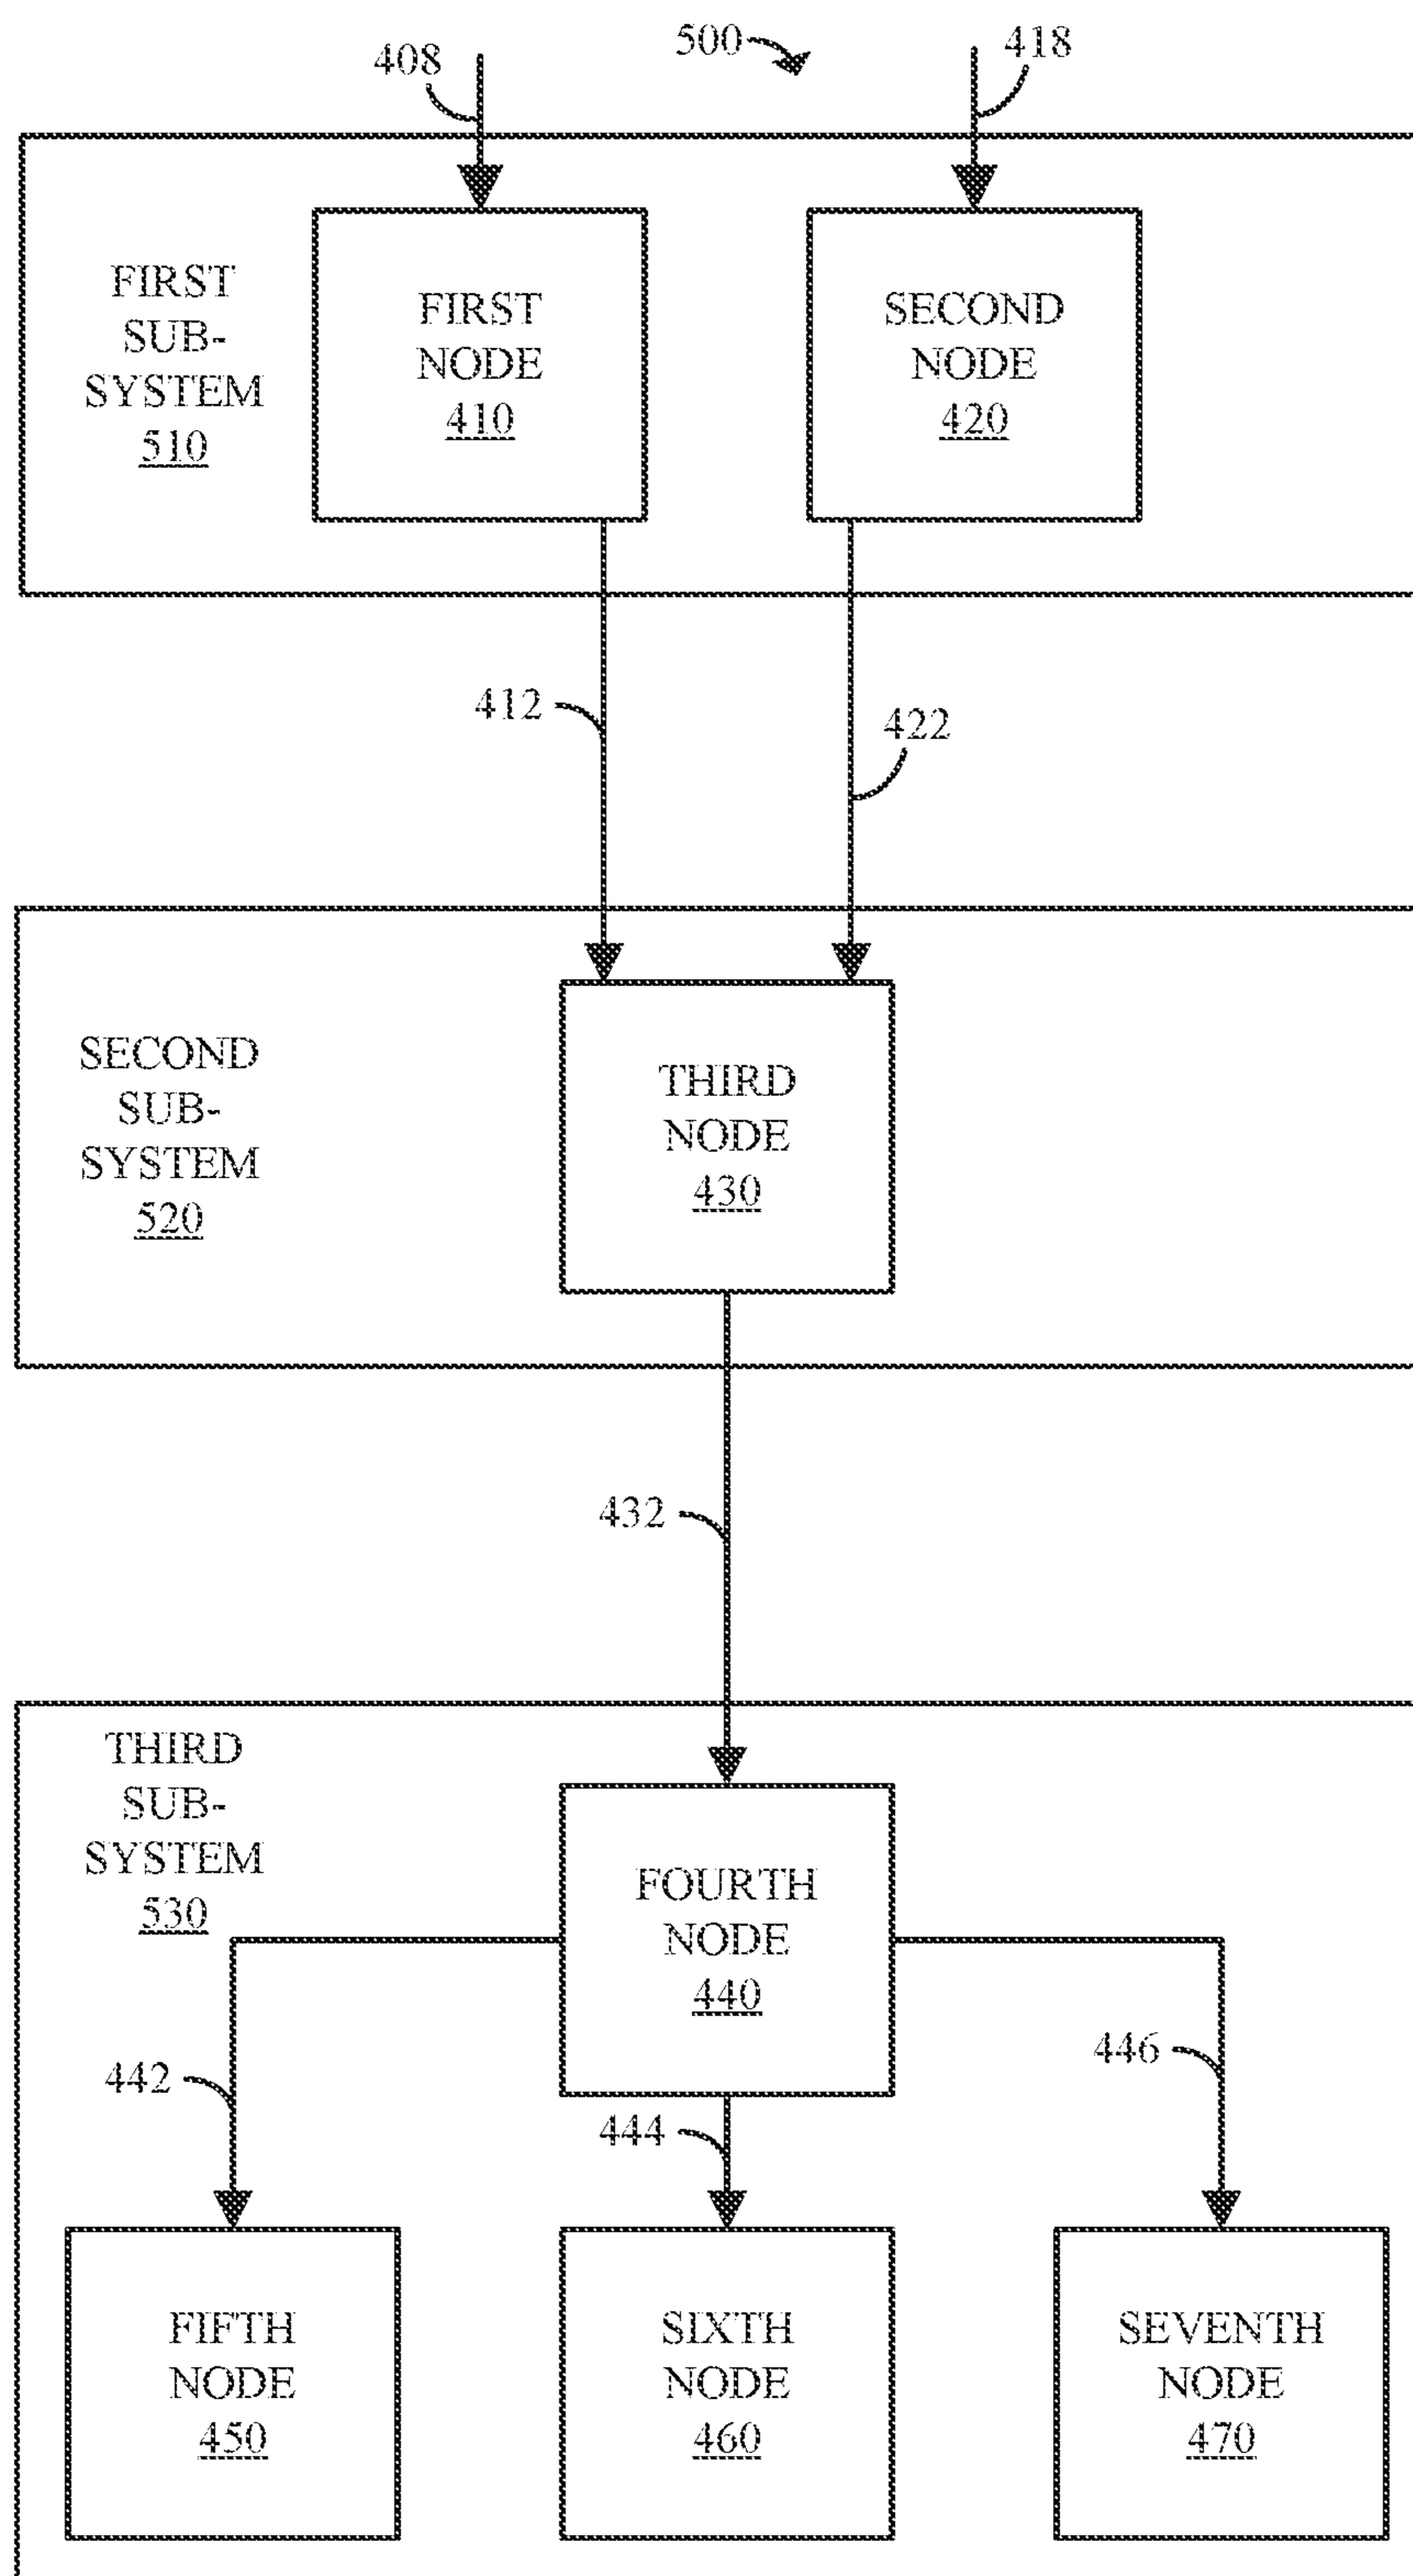 500
408
418
FIRST
SUB-
SYSTEM
510
FIRST
NODE
410
SECOND
NODE
420
412
422
SECOND
SUB-
SYSTEM
520
THIRD
NODE
430
432
THIRD
SUB-
SYSTEM
530
FOURTH
NODE
440
442
444
446
FIFTH
NODE
450
SIXTH
NODE
460
SEVENTH
NODE
470